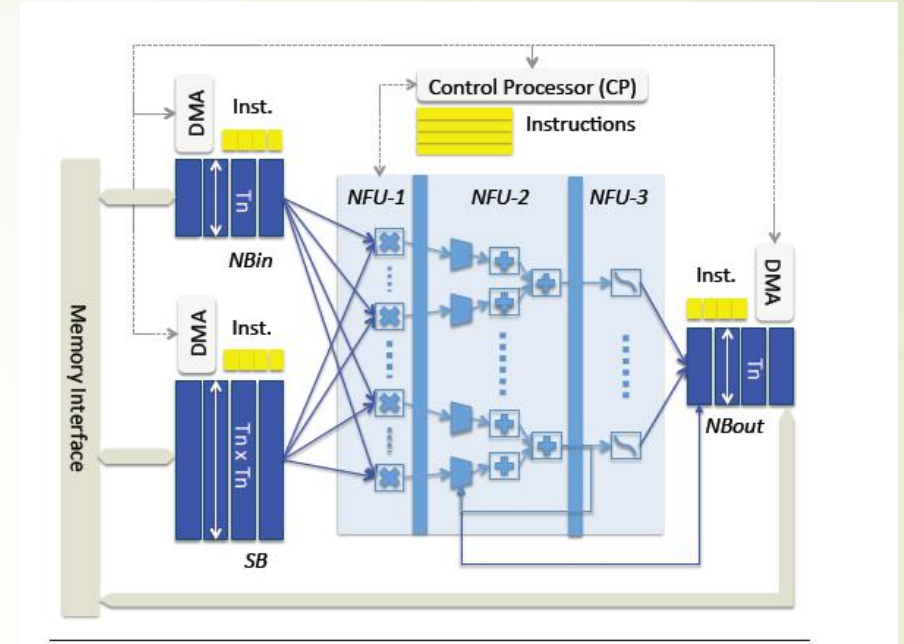 Control Processor (CP)
DMA
Inst.
Instructions
Tn
NBin
NFU-1
NFU-2
NFU-3
Memory Interface
DMA
Inst.
Tn x Tn
SB
Inst.
DMA
Tn
NBout